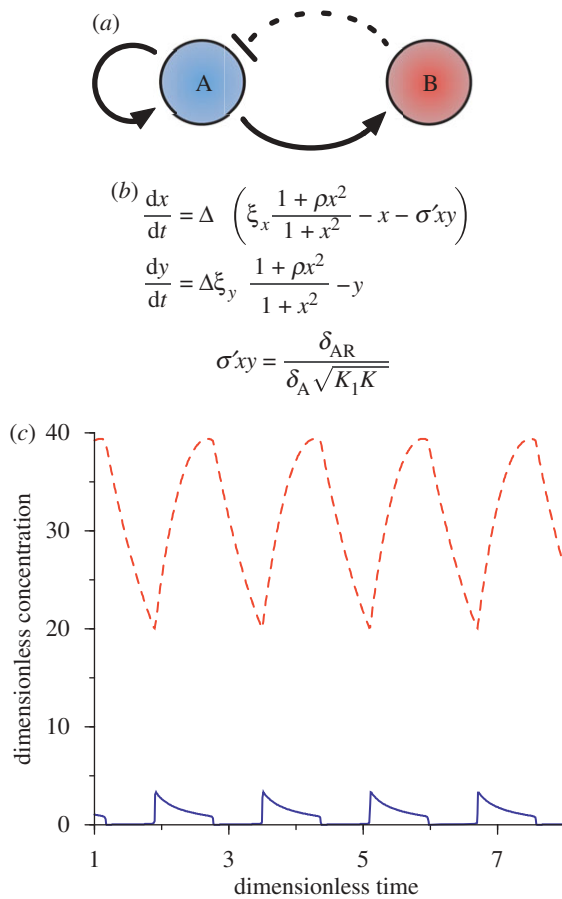 (a)
A B
(b)
dx/dt = Δ (ξ_x (1 + ρx²)/(1 + x²) − x − σ′xy)
dy/dt = Δξ_y (1 + ρx²)/(1 + x²) − y
σ′xy = δ_AR/(δ_A √(K₁K))
(c)
40
30
20
10
0
dimensionless concentration
1 3 5 7
dimensionless time